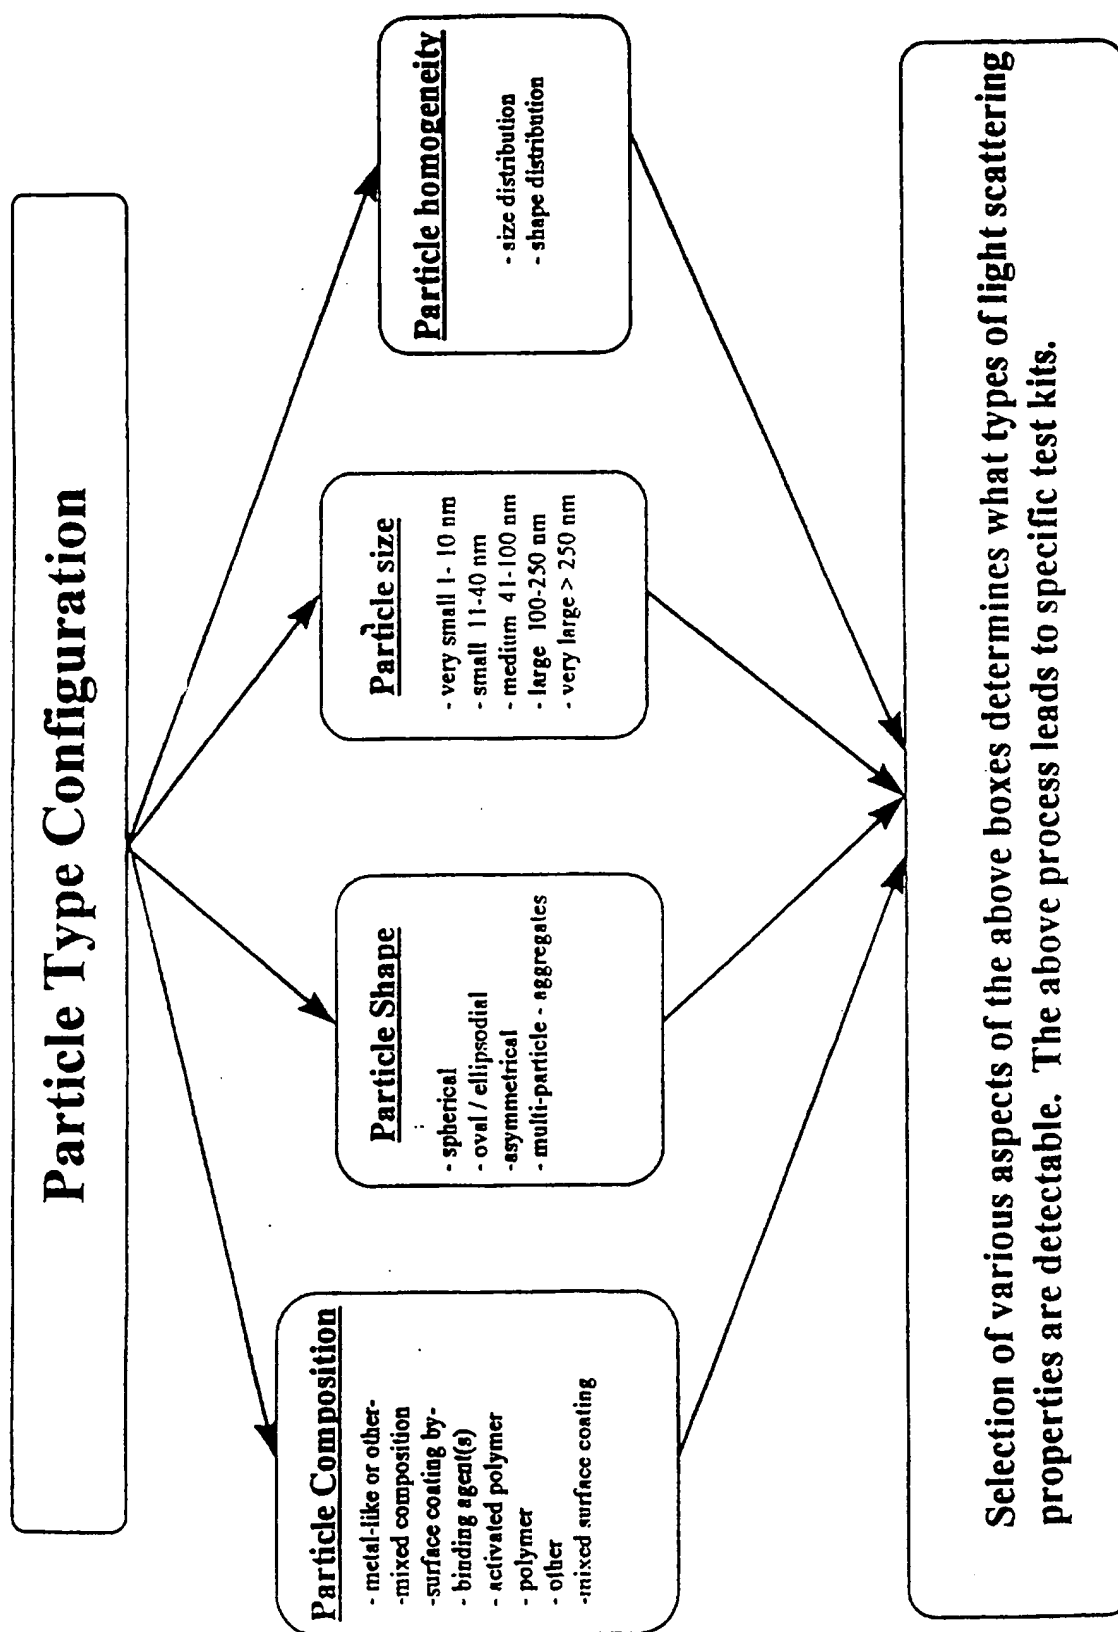 Particle Type Configuration
Particle Composition
- metal-like or other-
-mixed composition
-surface coating by-
- binding agent(s)
- activated polymer
- polymer
- other
-mixed surface coating
Particle Shape
- spherical
- oval / ellipsodial
-asymmetrical
- multi-particle - aggregates
Particle size
- very small 1- 10 nm
- small 11-40 nm
- medium 41-100 nm
- large 100-250 nm
- very large > 250 nm
Particle homogeneity
- size distribution
- shape distribution
Selection of various aspects of the above boxes determines what types of light scattering
properties are detectable. The above process leads to specific test kits.